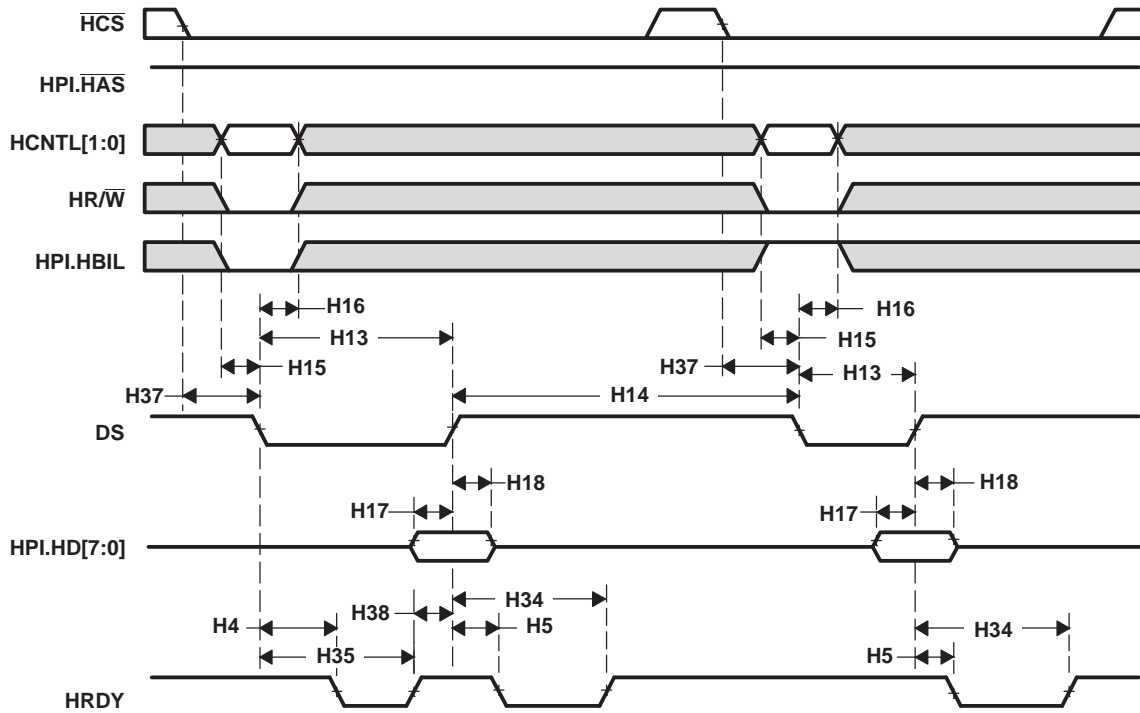 HCS
HPI.HAS
HCNTL[1:0]
HR/W
HPI.HBIL
H16
H16
H13
H15
H15
H37
H13
H37
H14
DS
H18
H18
H17
H17
HPI.HD[7:0]
H38
H34
H4
H5
H34
H35
H5
HRDY